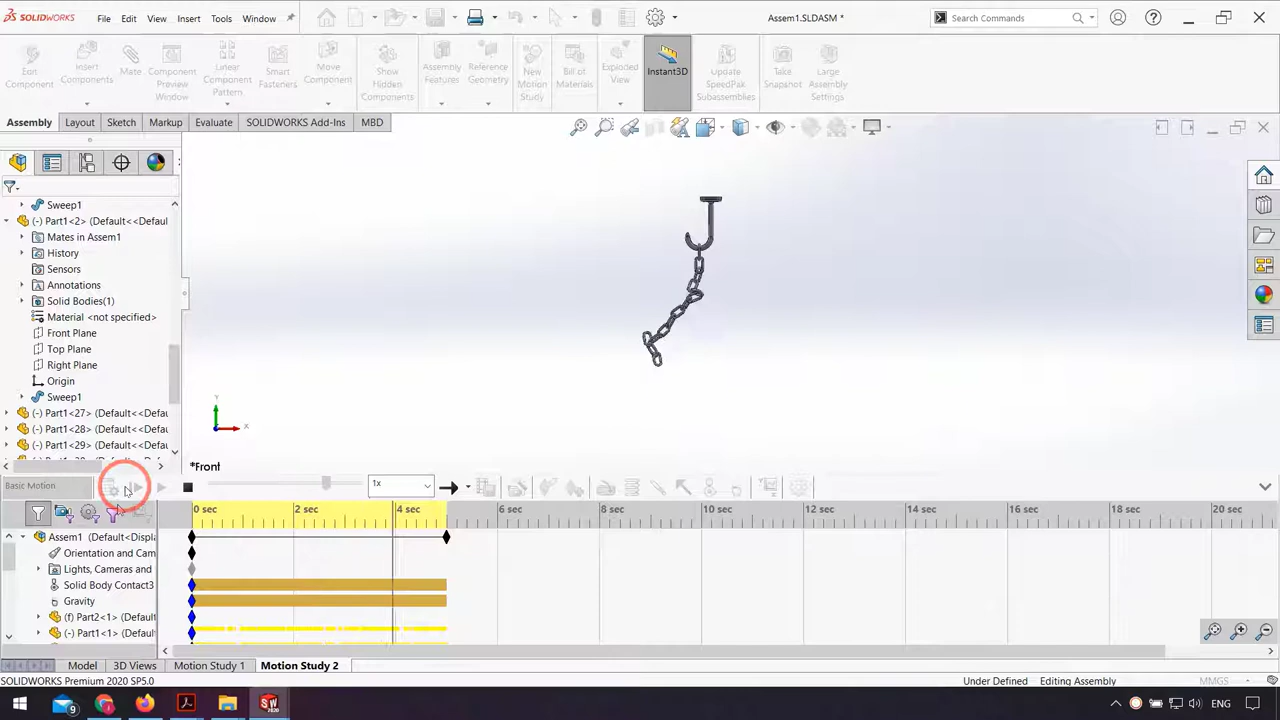 SOLIDWORKS File Edit View Insert Tools Window Assem1.SLDASM * Search Commands
Edit Component
Insert Components
Mate
Component Preview Window
Linear Component Pattern
Smart Fasteners
Move Component
Show Hidden Components
Assembly Features
Reference Geometry
New Motion Study
Bill of Materials
Exploded View
Instant3D
Update SpeedPak Subassemblies
Take Snapshot
Large Assembly Settings
Assembly Layout Sketch Markup Evaluate SOLIDWORKS Add-Ins MBD
Sweep1
(-) Part1<2> (Default<<Defaul
Mates in Assem1
History
Sensors
Annotations
Solid Bodies(1)
Material <not specified>
Front Plane
Top Plane
Right Plane
Origin
Sweep1
(-) Part1<27> (Default<<Defau
(-) Part1<28> (Default<<Defau
(-) Part1<29> (Default<<Defau
Y
X
*Front
Basic Motion 1x
0 sec 2 sec 4 sec 6 sec 8 sec 10 sec 12 sec 14 sec 16 sec 18 sec 20 sec
Assem1 (Default<Displ
Orientation and Cam
Lights, Cameras and
Solid Body Contact3
Gravity
(f) Part2<1> (Default
(-) Part1<1> (Default
Model 3D Views Motion Study 1 Motion Study 2
SOLIDWORKS Premium 2020 SP5.0 Under Defined Editing Assembly MMGS
ENG